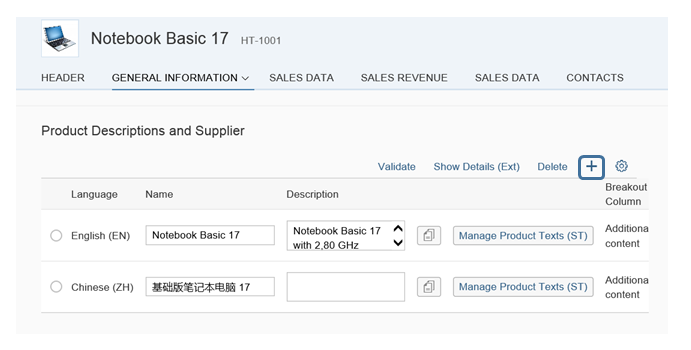 Notebook Basic 17 HT-1001
HEADER GENERAL INFORMATION SALES DATA SALES REVENUE SALES DATA CONTACTS
Product Descriptions and Supplier
Validate Show Details (Ext) Delete
Language Name Description Breakout Column
English (EN) Notebook Basic 17 Notebook Basic 17 with 2,80 GHz Manage Product Texts (ST) Additiona content
Chinese (ZH) 基础版笔记本电脑 17 Manage Product Texts (ST) Additiona content